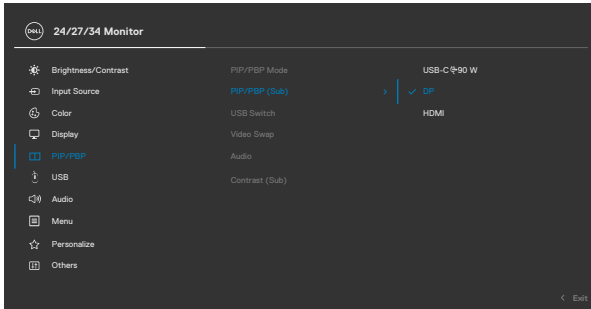 DELL 24/27/34 Monitor
Brightness/Contrast PIP/PBP Mode USB-C 90 W
Input Source PIP/PBP (Sub) DP
Color USB Switch HDMI
Display Video Swap
PIP/PBP Audio
USB Contrast (Sub)
Audio
Menu
Personalize
Others
Exit